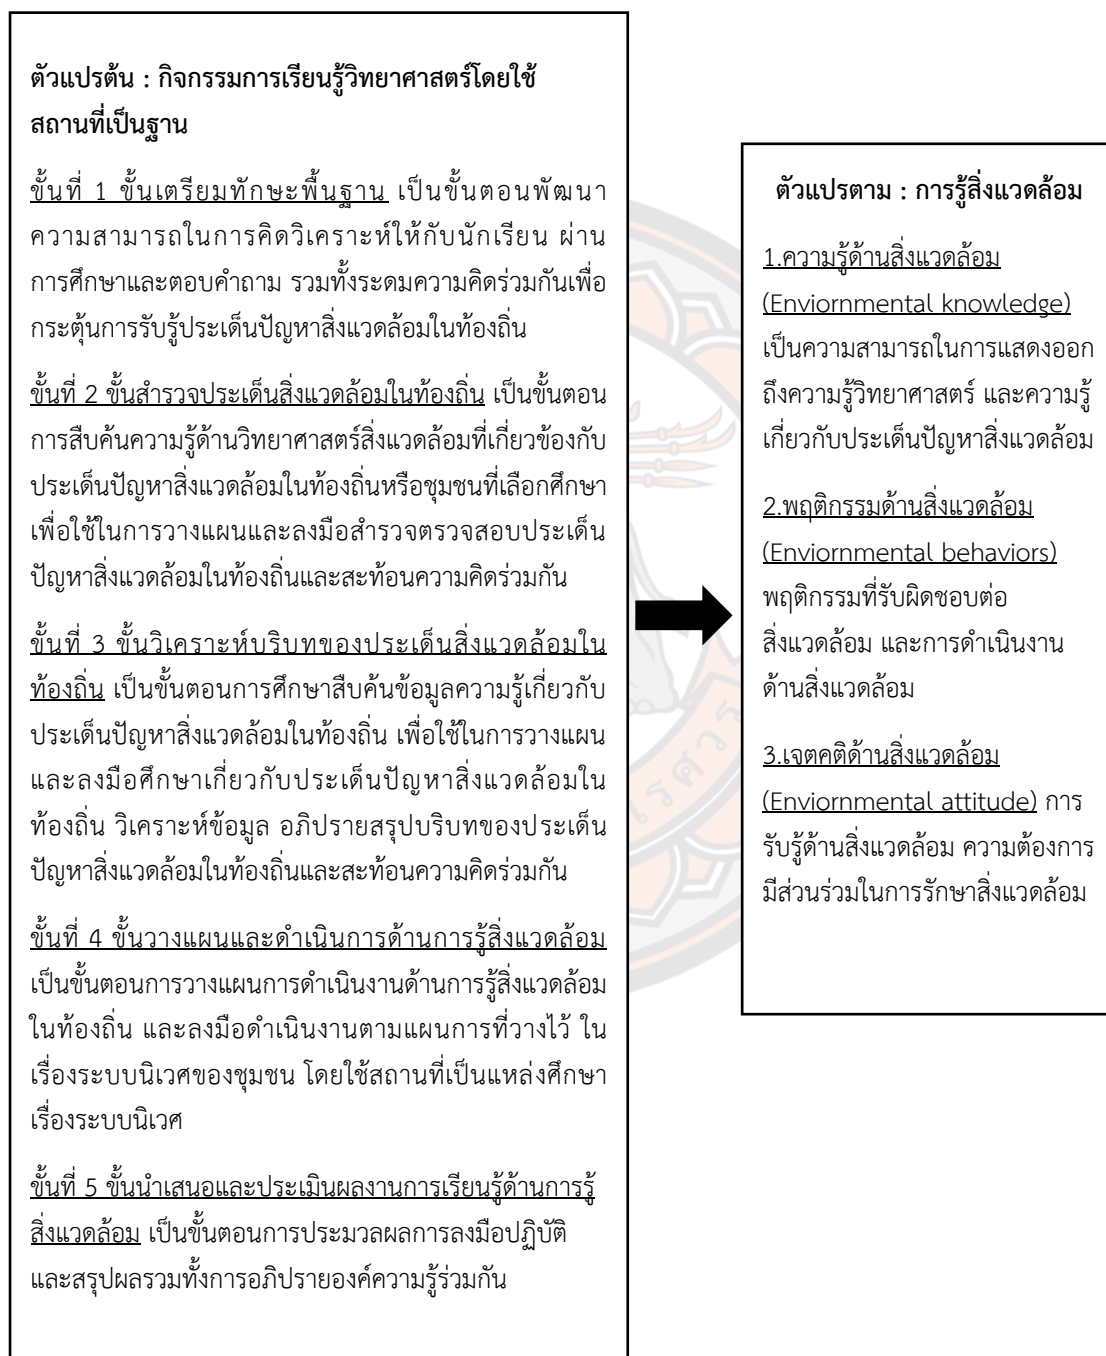 ตัวแปรต้น : กิจกรรมการเรียนรู้วิทยาศาสตร์โดยใช้
สถานที่เป็นฐาน
ขั้นที่ 1 ขั้นเตรียมทักษะพื้นฐาน เป็นขั้นตอนพัฒนา
ความสามารถในการคิดวิเคราะห์ให้กับนักเรียน ผ่าน
การศึกษาและตอบคำถาม รวมทั้งระดมความคิดร่วมกันเพื่อ
กระตุ้นการรับรู้ประเด็นปัญหาสิ่งแวดล้อมในท้องถิ่น
ขั้นที่ 2 ขั้นสำรวจประเด็นสิ่งแวดล้อมในท้องถิ่น เป็นขั้นตอน
การสืบค้นความรู้ด้านวิทยาศาสตร์สิ่งแวดล้อมที่เกี่ยวข้องกับ
ประเด็นปัญหาสิ่งแวดล้อมในท้องถิ่นหรือชุมชนที่เลือกศึกษา
เพื่อใช้ในการวางแผนและลงมือสำรวจตรวจสอบประเด็น
ปัญหาสิ่งแวดล้อมในท้องถิ่นและสะท้อนความคิดร่วมกัน
ขั้นที่ 3 ขั้นวิเคราะห์บริบทของประเด็นสิ่งแวดล้อมใน
ท้องถิ่น เป็นขั้นตอนการศึกษาสืบค้นข้อมูลความรู้เกี่ยวกับ
ประเด็นปัญหาสิ่งแวดล้อมในท้องถิ่น เพื่อใช้ในการวางแผน
และลงมือศึกษาเกี่ยวกับประเด็นปัญหาสิ่งแวดล้อมใน
ท้องถิ่น วิเคราะห์ข้อมูล อภิปรายสรุปบริบทของประเด็น
ปัญหาสิ่งแวดล้อมในท้องถิ่นและสะท้อนความคิดร่วมกัน
ขั้นที่ 4 ขั้นวางแผนและดำเนินการด้านการรู้สิ่งแวดล้อม
เป็นขั้นตอนการวางแผนการดำเนินงานด้านการรู้สิ่งแวดล้อม
ในท้องถิ่น และลงมือดำเนินงานตามแผนการที่วางไว้ ใน
เรื่องระบบนิเวศของชุมชน โดยใช้สถานที่เป็นแหล่งศึกษา
เรื่องระบบนิเวศ
ขั้นที่ 5 ขั้นนำเสนอและประเมินผลงานการเรียนรู้ด้านการรู้
สิ่งแวดล้อม เป็นขั้นตอนการประมวลผลการลงมือปฏิบัติ
และสรุปผลรวมทั้งการอภิปรายองค์ความรู้ร่วมกัน
ตัวแปรตาม : การรู้สิ่งแวดล้อม
1.ความรู้ด้านสิ่งแวดล้อม
(Enviornmental knowledge)
เป็นความสามารถในการแสดงออก
ถึงความรู้วิทยาศาสตร์ และความรู้
เกี่ยวกับประเด็นปัญหาสิ่งแวดล้อม
2.พฤติกรรมด้านสิ่งแวดล้อม
(Enviornmental behaviors)
พฤติกรรมที่รับผิดชอบต่อ
สิ่งแวดล้อม และการดำเนินงาน
ด้านสิ่งแวดล้อม
3.เจตคติด้านสิ่งแวดล้อม
(Enviornmental attitude) การ
รับรู้ด้านสิ่งแวดล้อม ความต้องการ
มีส่วนร่วมในการรักษาสิ่งแวดล้อม